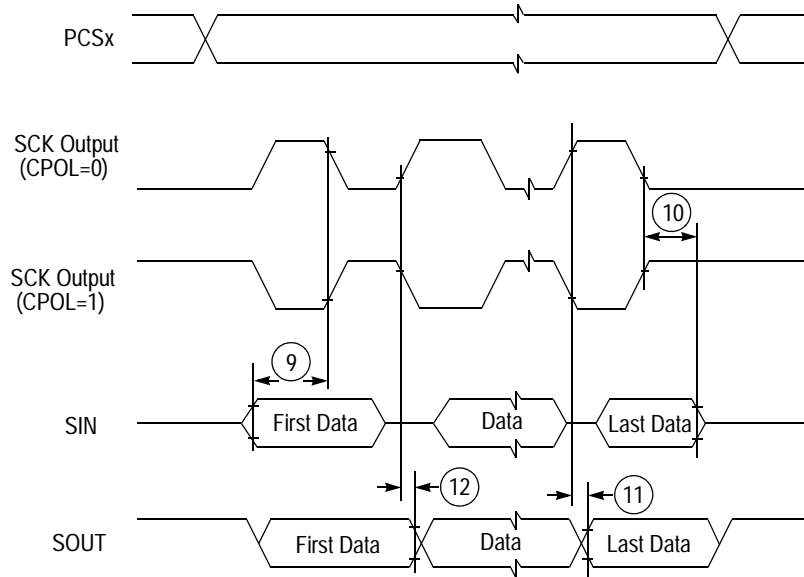 PCSx
SCK Output
(CPOL=0)
10
SCK Output
(CPOL=1)
9
SIN
First Data
Data
Last Data
12
11
SOUT
First Data
Data
Last Data